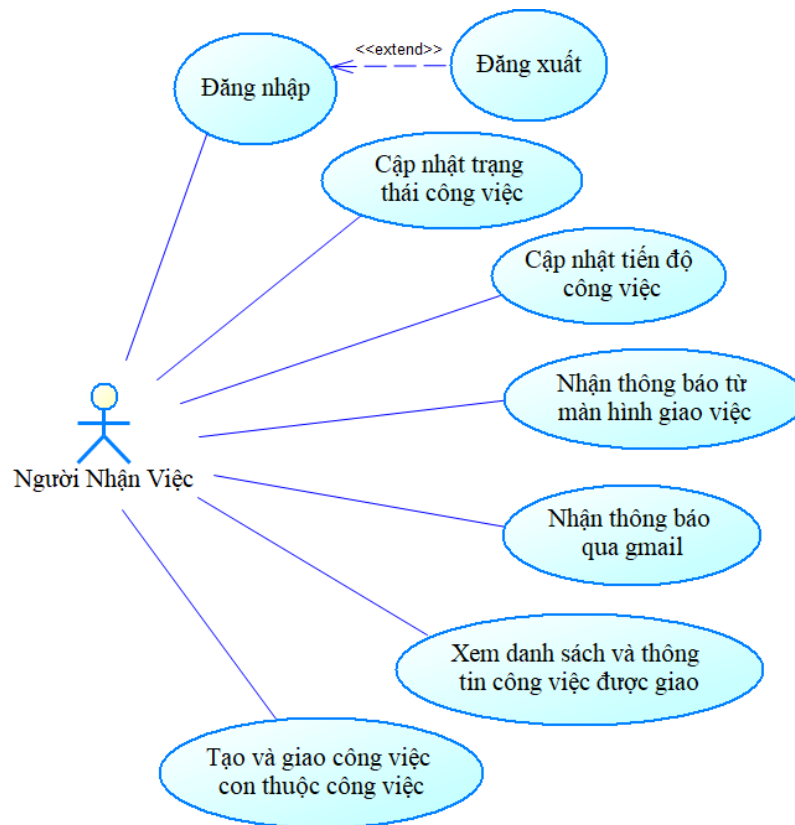 <<extend>>
Đăng nhập
Đăng xuất
Cập nhật trạng
thái công việc
Cập nhật tiến độ
công việc
Nhận thông báo từ
màn hình giao việc
Người Nhận Việc
Nhận thông báo
qua gmail
Xem danh sách và thông
tin công việc được giao
Tạo và giao công việc
con thuộc công việc